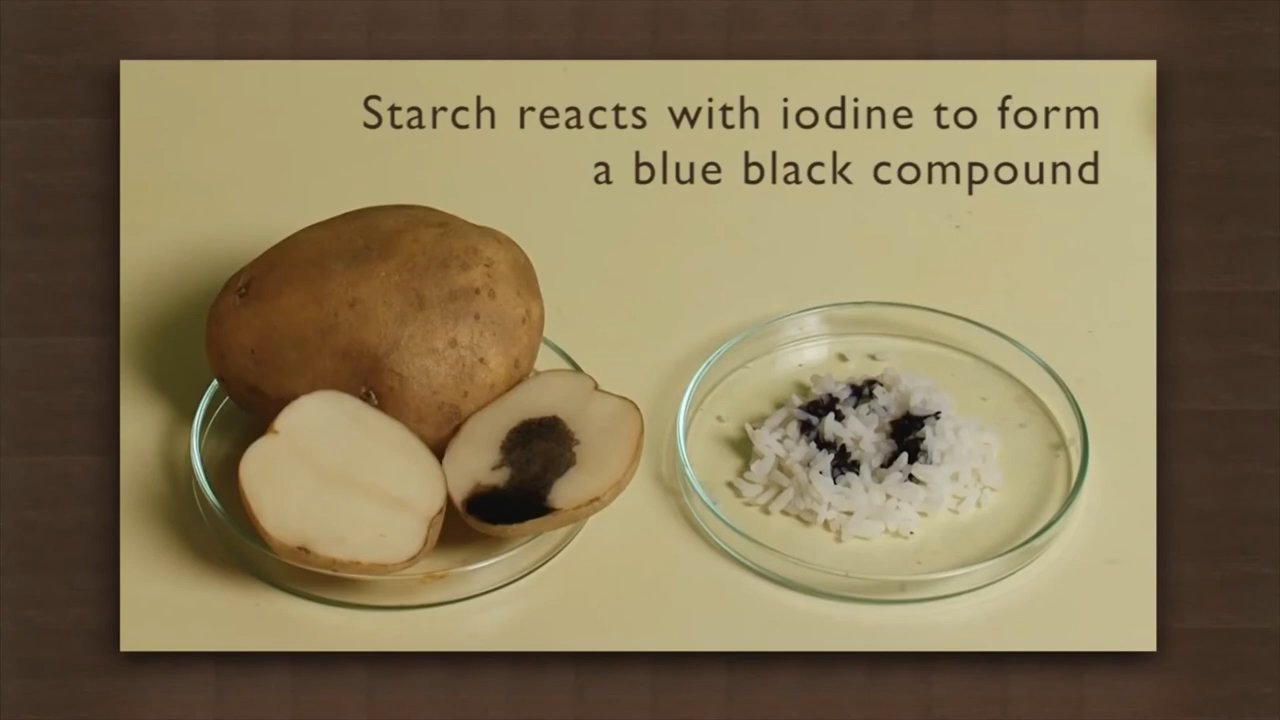 Starch reacts with iodine to form
a blue black compound